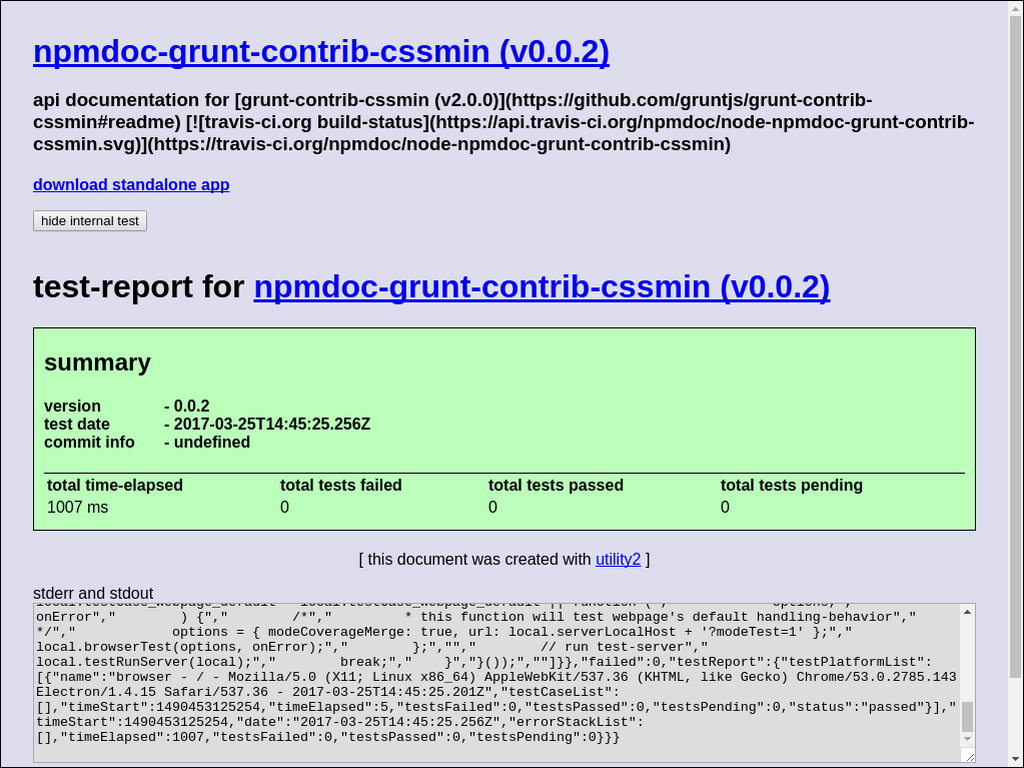 npmdoc-grunt-contrib-cssmin (v0.0.2)
api documentation for [grunt-contrib-cssmin (v2.0.0)](https://github.com/gruntjs/grunt-contrib-
cssmin#readme) [![travis-ci.org build-status](https://api.travis-ci.org/npmdoc/node-npmdoc-grunt-contrib-
cssmin.svg)](https://travis-ci.org/npmdoc/node-npmdoc-grunt-contrib-cssmin)
download standalone app
hide internal test
test-report for npmdoc-grunt-contrib-cssmin (v0.0.2)
summary
version - 0.0.2
test date - 2017-03-25T14:45:25.256Z
commit info - undefined
total time-elapsed total tests failed total tests passed total tests pending
1007 ms 0 0 0
[ this document was created with utility2 ]
stderr and stdout
onError","        ) {","        /*","         * this function will test webpage's default handling-behavior","
*/","            options = { modeCoverageMerge: true, url: local.serverLocalHost + '?modeTest=1' };","
local.browserTest(options, onError);","        };","","        // run test-server","
local.testRunServer(local);","        break;","    }","}());",""]}},"failed":0,"testReport":{"testPlatformList":
[{"name":"browser - / - Mozilla/5.0 (X11; Linux x86_64) AppleWebKit/537.36 (KHTML, like Gecko) Chrome/53.0.2785.143
Electron/1.4.15 Safari/537.36 - 2017-03-25T14:45:25.201Z","testCaseList":
[],"timeStart":1490453125254,"timeElapsed":5,"testsFailed":0,"testsPassed":0,"testsPending":0,"status":"passed"}],"
timeStart":1490453125254,"date":"2017-03-25T14:45:25.256Z","errorStackList":
[],"timeElapsed":1007,"testsFailed":0,"testsPassed":0,"testsPending":0}}}